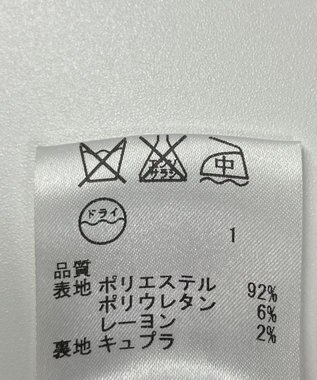 エンソ
サラシ
中
ドライ
1
品質
表地 ポリエステル 92%
ポリウレタン 6%
レーヨン 2%
裏地 キュプラ